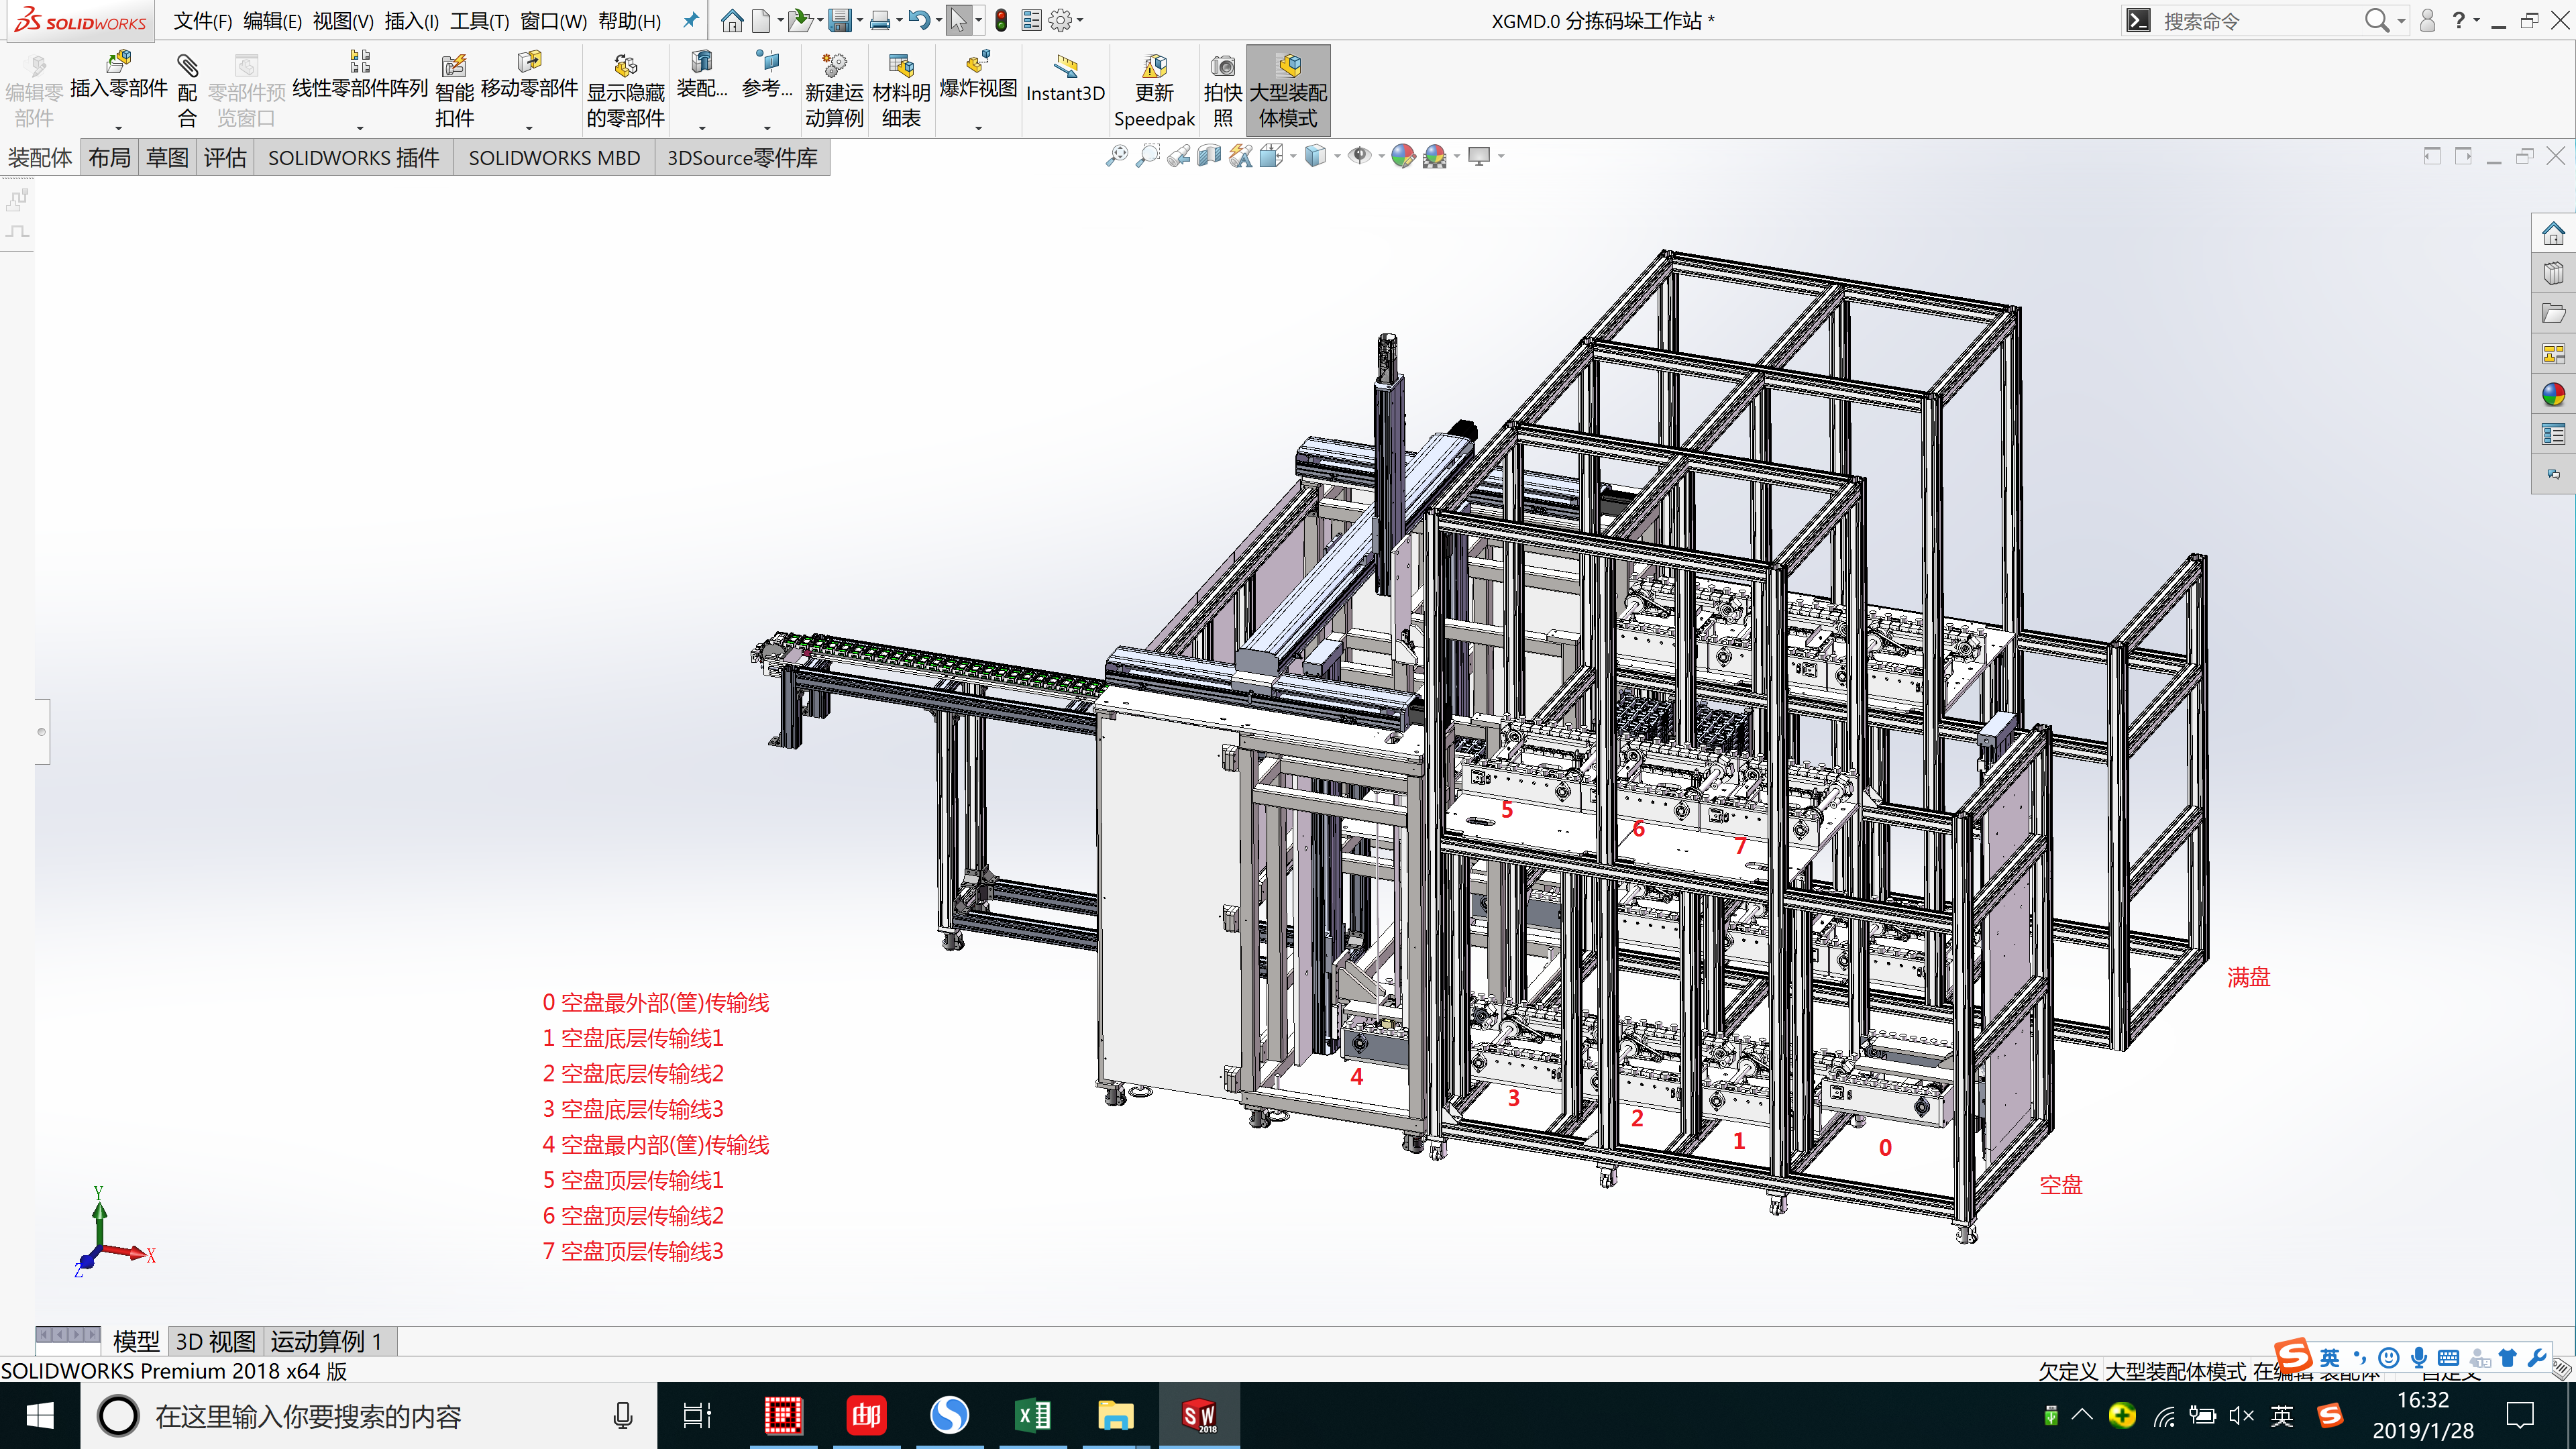 SOLIDWORKS
文件(F) 编辑(E) 视图(V) 插入(I) 工具(T) 窗口(W) 帮助(H)
XGMD.0 分拣码垛工作站 *
搜索命令
编辑零部件
插入零部件
配合
零部件预览窗口
线性零部件阵列
智能扣件
移动零部件
显示隐藏的零部件
装配...
参考...
新建运动算例
材料明细表
爆炸视图
Instant3D
更新 Speedpak
拍快照
大型装配体模式
装配体 布局 草图 评估 SOLIDWORKS 插件 SOLIDWORKS MBD 3DSource零件库
5
6
7
4
3
2
1
0
满盘
空盘
0 空盘最外部(筐)传输线
1 空盘底层传输线1
2 空盘底层传输线2
3 空盘底层传输线3
4 空盘最内部(筐)传输线
5 空盘顶层传输线1
6 空盘顶层传输线2
7 空盘顶层传输线3
Y
X
Z
模型 3D 视图 运动算例 1
SOLIDWORKS Premium 2018 x64 版
欠定义 大型装配体模式 在编辑 装配体
英
在这里输入你要搜索的内容
邮
SW 2018
英
16:32
2019/1/28